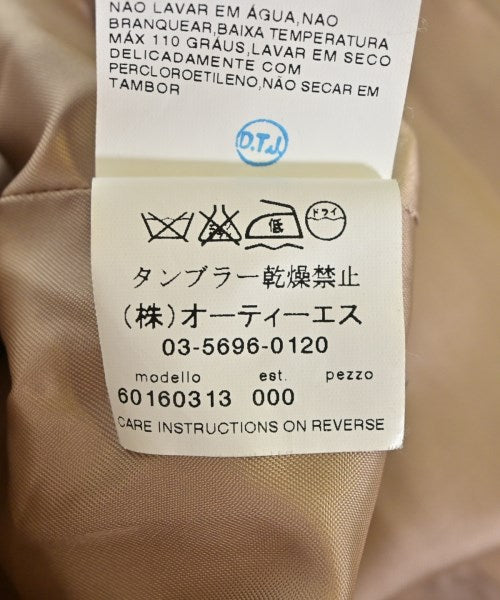 NÃO LAVAR EM ÁGUA,NÃO
BRANQUEAR,BAIXA TEMPERATURA
MÁX 110 GRÁUS,LAVAR EM SECO
DELICADAMENTE COM
PERCLOROETILENO,NÃO SECAR EM
TAMBOR
D.T.J.
低 ドライ
タンブラー乾燥禁止
(株)オーティーエス
03-5696-0120
modello est. pezzo
60160313 000
CARE INSTRUCTIONS ON REVERSE